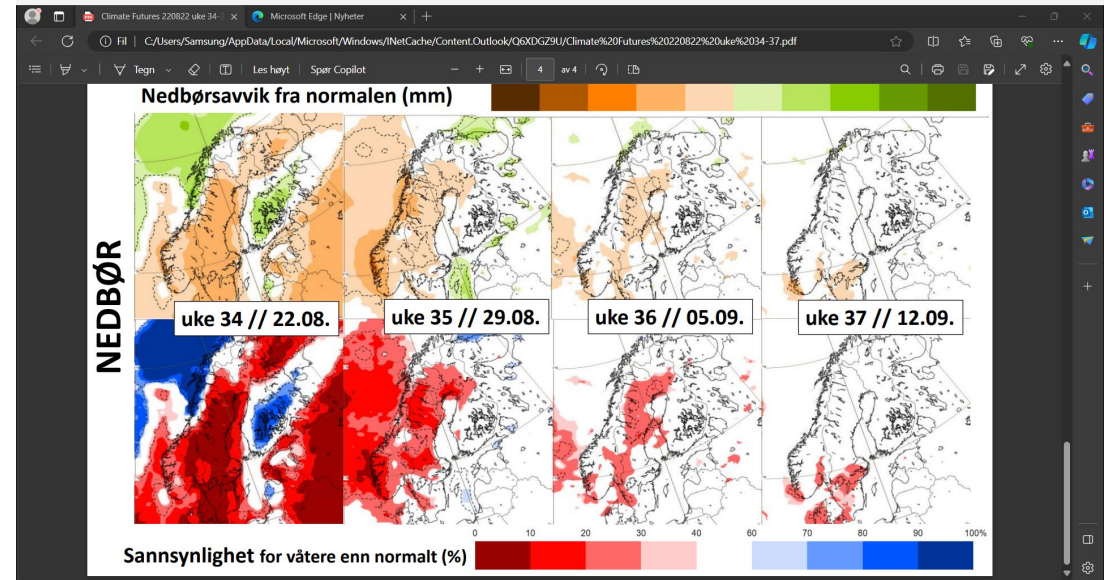 Climate Futures 220822 uke 34-3
Microsoft Edge | Nyheter
Fil
C:/Users/Samsung/AppData/Local/Microsoft/Windows/INetCache/Content.Outlook/Q6XDGZ9U/Climate%20Futures%20220822%20uke%2034-37.pdf
Tegn
Les høyt
Spør Copilot
4
av 4
Nedbørsavvik fra normalen (mm)
NEDBØR
uke 34 // 22.08.
uke 35 // 29.08.
uke 36 // 05.09.
uke 37 // 12.09.
0 10 20 30 40 60 70 80 90 100%
Sannsynlighet for våtere enn normalt (%)